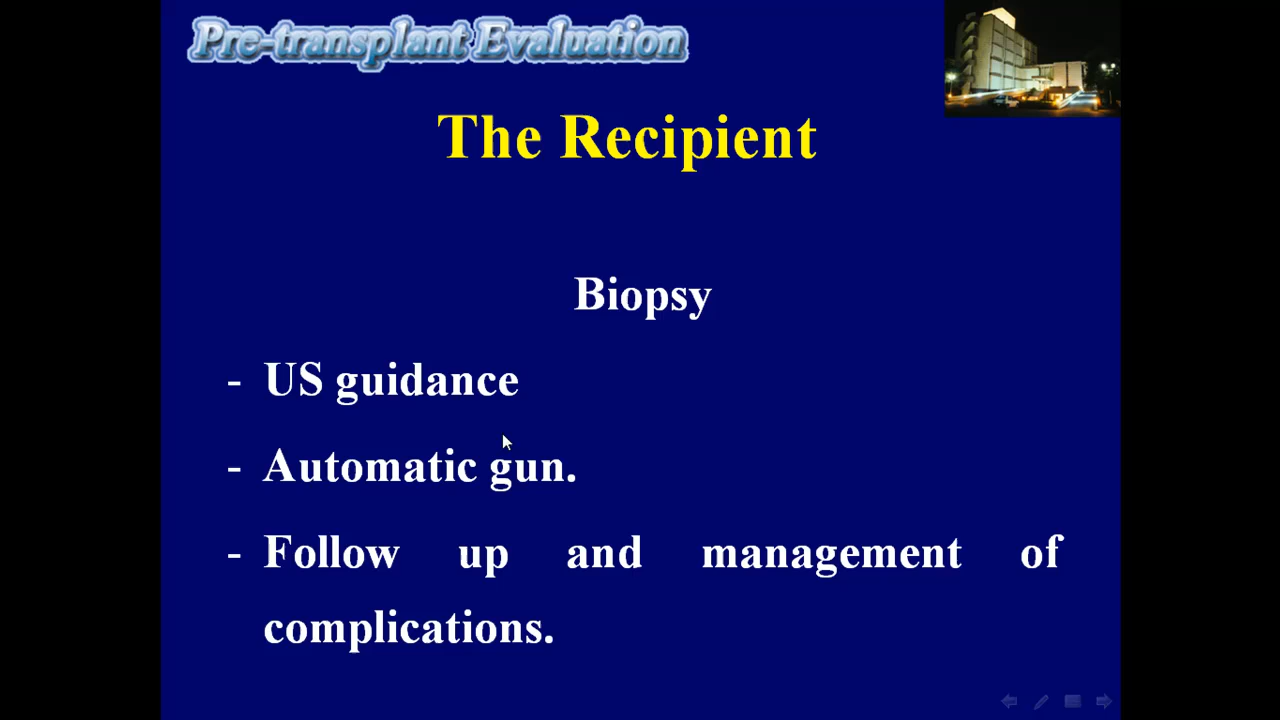 Pre-transplant Evaluation
The Recipient
Biopsy
- US guidance
- Automatic gun.
- Follow up and management of
complications.